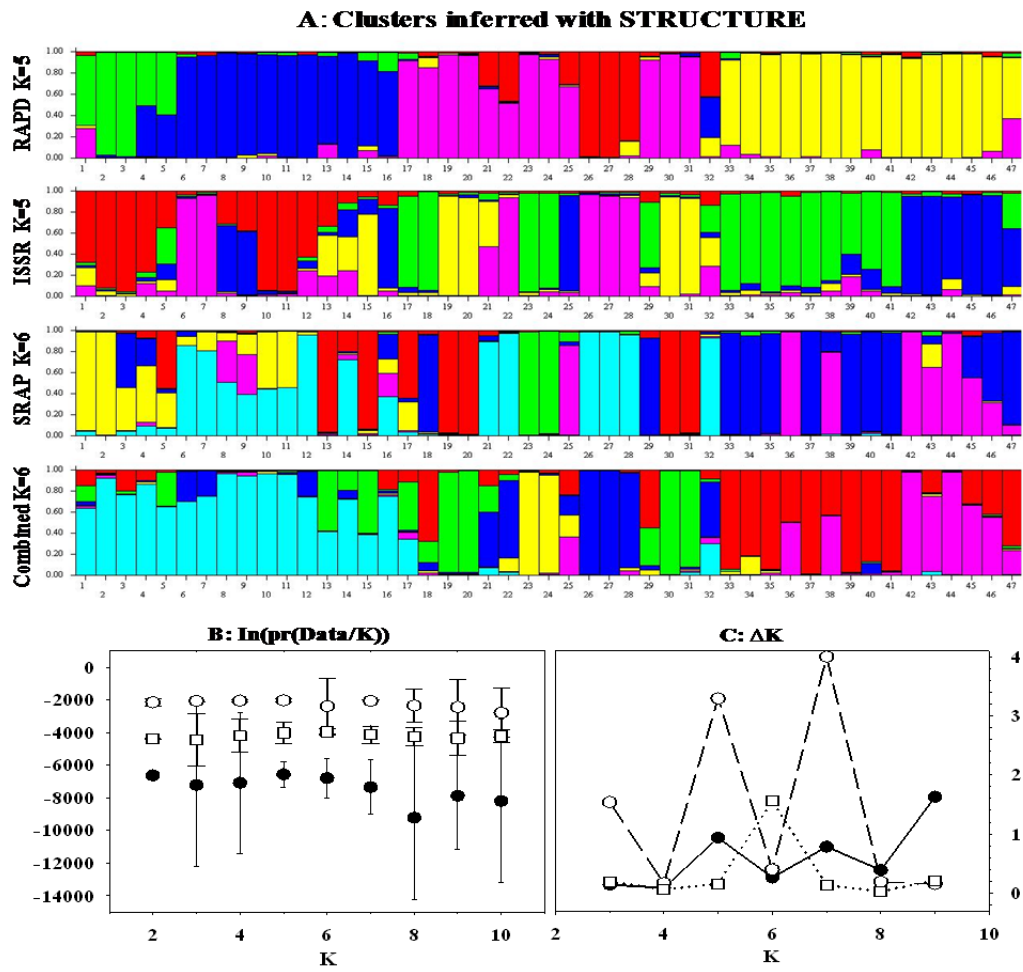 A: Clusters inferred with STRUCTURE
RAPD K=5
1.00
0.80
0.60
0.40
0.20
0.00
1 2 3 4 5 6 7 8 9 10 11 12 13 14 15 16 17 18 19 20 21 22 23 24 25 26 27 28 29 30 31 32 33 34 35 36 37 38 39 40 41 42 43 44 45 46 47
ISSR K=5
1.00
0.80
0.60
0.40
0.20
0.00
1 2 3 4 5 6 7 8 9 10 11 12 13 14 15 16 17 18 19 20 21 22 23 24 25 26 27 28 29 30 31 32 33 34 35 36 37 38 39 40 41 42 43 44 45 46 47
SRAP K=6
1.00
0.80
0.60
0.40
0.20
0.00
1 2 3 4 5 6 7 8 9 10 11 12 13 14 15 16 17 18 19 20 21 22 23 24 25 26 27 28 29 30 31 32 33 34 35 36 37 38 39 40 41 42 43 44 45 46 47
Combined K=6
1.00
0.80
0.60
0.40
0.20
0.00
1 2 3 4 5 6 7 8 9 10 11 12 13 14 15 16 17 18 19 20 21 22 23 24 25 26 27 28 29 30 31 32 33 34 35 36 37 38 39 40 41 42 43 44 45 46 47
B: ln(pr(Data/K))
0
-2000
-4000
-6000
-8000
-10000
-12000
-14000
2 4 6 8 10
K
C: ΔK
4
3
2
1
0
2 4 6 8 10
K